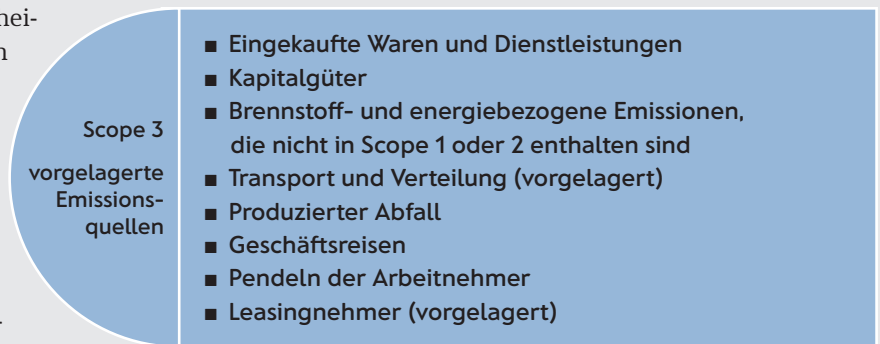 nei-
n
Scope 3
vorgelagerte
Emissions-
quellen
■ Eingekaufte Waren und Dienstleistungen
■ Kapitalgüter
■ Brennstoff- und energiebezogene Emissionen,
die nicht in Scope 1 oder 2 enthalten sind
■ Transport und Verteilung (vorgelagert)
■ Produzierter Abfall
■ Geschäftsreisen
■ Pendeln der Arbeitnehmer
■ Leasingnehmer (vorgelagert)